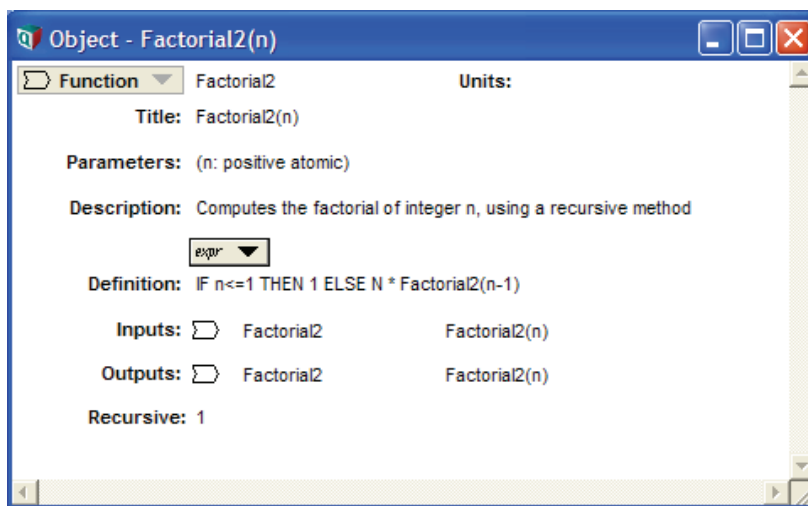 Object - Factorial2(n)
Function Factorial2 Units:
Title: Factorial2(n)
Parameters: (n: positive atomic)
Description: Computes the factorial of integer n, using a recursive method
expr
Definition: IF n<=1 THEN 1 ELSE N * Factorial2(n-1)
Inputs: Factorial2 Factorial2(n)
Outputs: Factorial2 Factorial2(n)
Recursive: 1